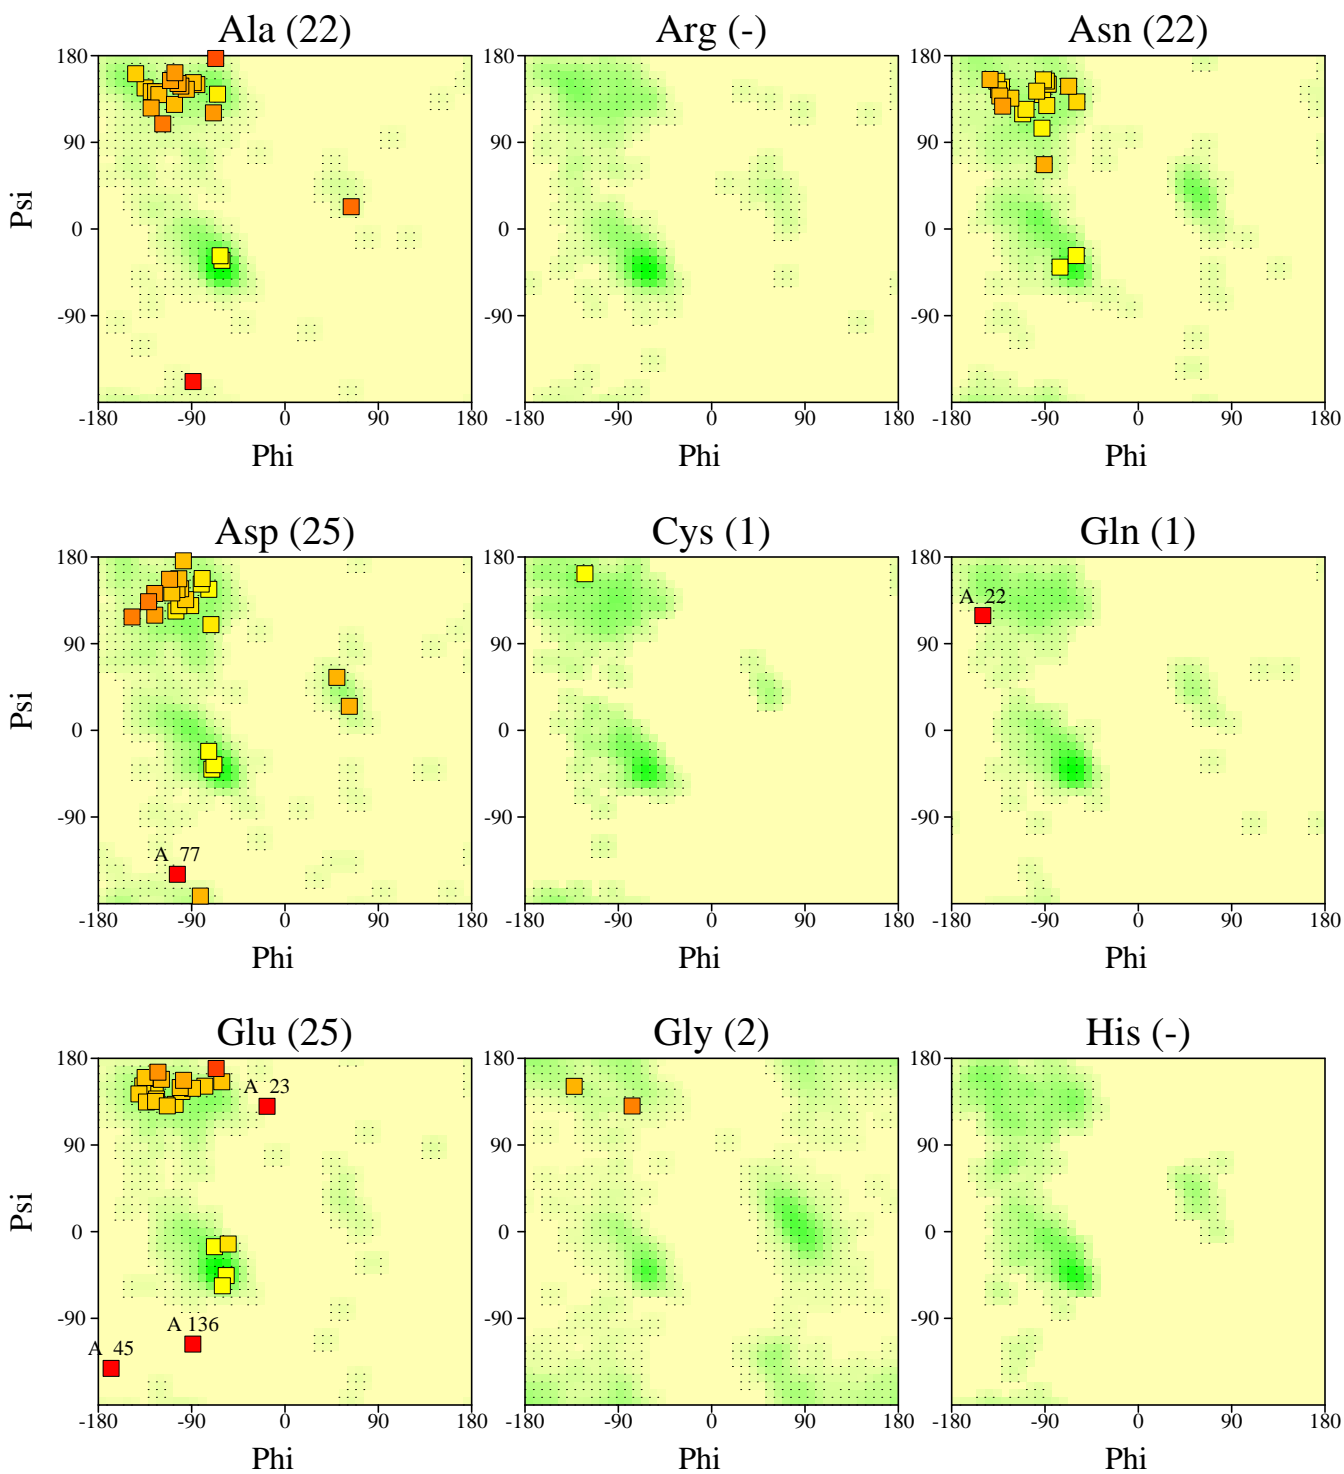 Ala (22) Arg (-) Asn (22)
180 180 180
90 90 90
Psi 0 0 0
-90 -90 -90
-180 -90 0 90 180 -180 -90 0 90 180 -180 -90 0 90 180
Phi Phi Phi
Asp (25) Cys (1) Gln (1)
180 180 180
A 22
90 90 90
Psi 0 0 0
-90 -90 -90
A 77
-180 -90 0 90 180 -180 -90 0 90 180 -180 -90 0 90 180
Phi Phi Phi
Glu (25) Gly (2) His (-)
180 180 180
A 23
90 90 90
Psi 0 0 0
-90 -90 -90
A 136
A 45
-180 -90 0 90 180 -180 -90 0 90 180 -180 -90 0 90 180
Phi Phi Phi